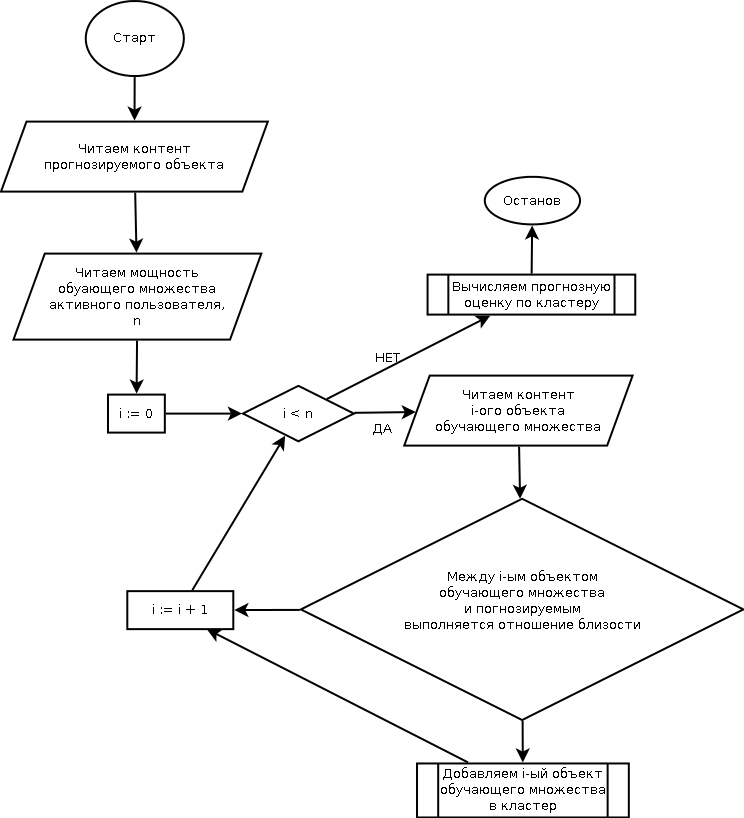 Старт
Читаем контент
прогнозируемого объекта
Читаем мощность
обуающего множества
активного пользователя,
n
i := 0
i < n
НЕТ
ДА
Останов
Вычисляем прогнозную
оценку по кластеру
Читаем контент
i-ого объекта
обучающего множества
Между i-ым объектом
обучающего множества
и погнозируемым
выполняется отношение близости
i := i + 1
Добавляем i-ый объект
обучающего множества
в кластер